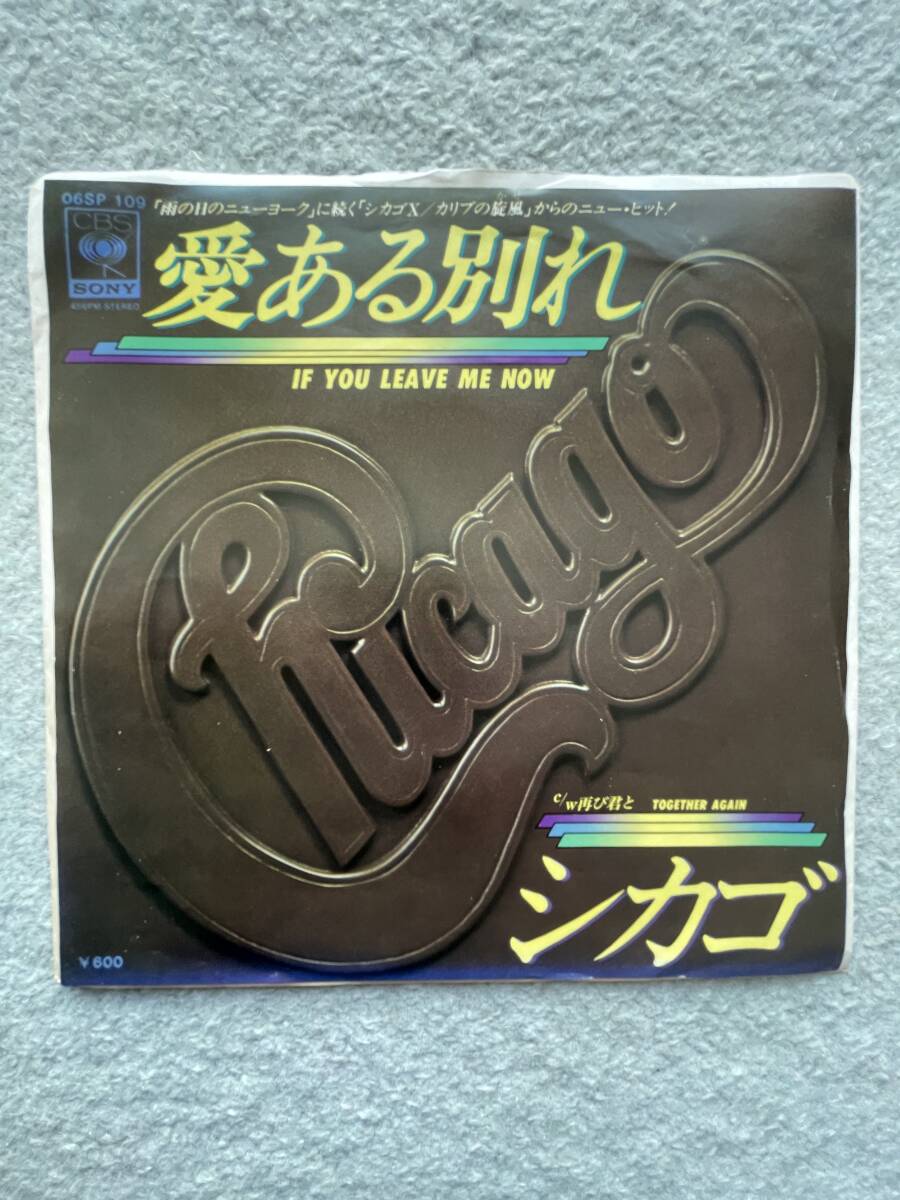 06SP 109
「雨の日のニューヨーク」に続く「シカゴX/カリブの旋風」からのニュー・ヒット!
CBS
SONY
45RPM STEREO
愛ある別れ
IF YOU LEAVE ME NOW
Chicago
c/w再び君と TOGETHER AGAIN
シカゴ
¥600